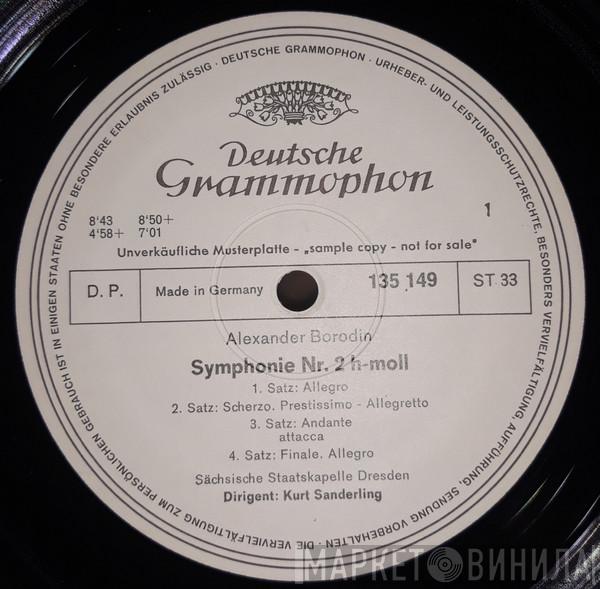 Deutsche
Grammophon
8'43 8'50+
4'58+ 7'01
1
Unverkäufliche Musterplatte - „sample copy - not for sale"
D. P.
Made in Germany
135 149
ST 33
Alexander Borodin
Symphonie Nr. 2 h-moll
1. Satz: Allegro
2. Satz: Scherzo. Prestissimo - Allegretto
3. Satz: Andante
attacca
4. Satz: Finale. Allegro
Sächsische Staatskapelle Dresden
Dirigent: Kurt Sanderling
DEUTSCHE GRAMMOPHON · URHEBER- UND LEISTUNGSSCHUTZRECHTE, BESONDERS VERVIELFÄLTIGUNG, AUFFÜHRUNG, SENDUNG VORBEHALTEN · DIE VERVIELFÄLTIGUNG ZUM PERSÖNLICHEN GEBRAUCH IST IN EINIGEN STAATEN OHNE BESONDERE ERLAUBNIS ZULÄSSIG ·
МАРКЕТ ВИНИЛА